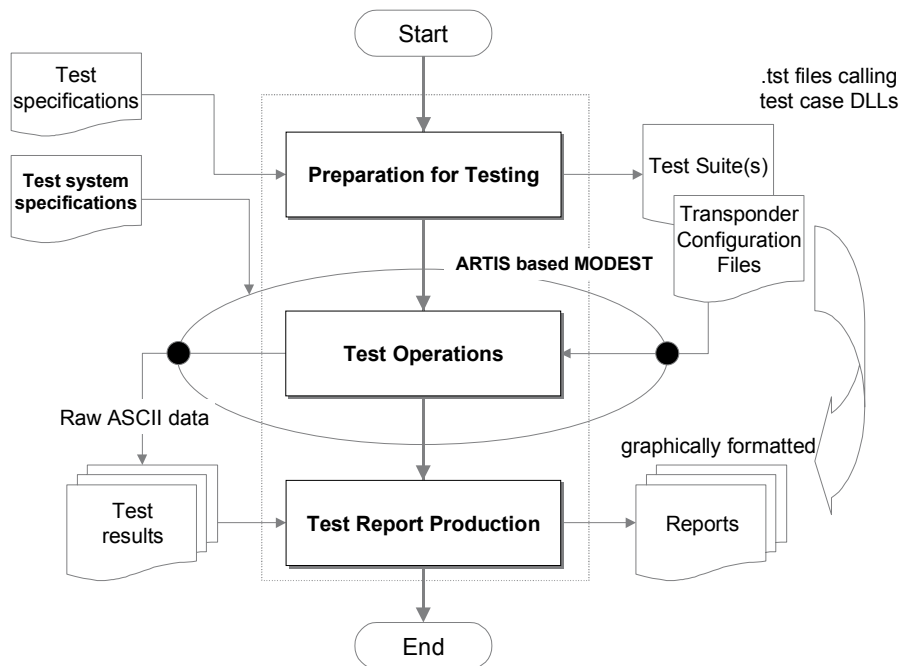 Start
Test
specifications
.tst files calling
test case DLLs
Preparation for Testing
Test Suite(s)
Test system
specifications
Transponder
Configuration
Files
ARTIS based MODEST
Test Operations
Raw ASCII data
graphically formatted
Test
results
Test Report Production
Reports
End